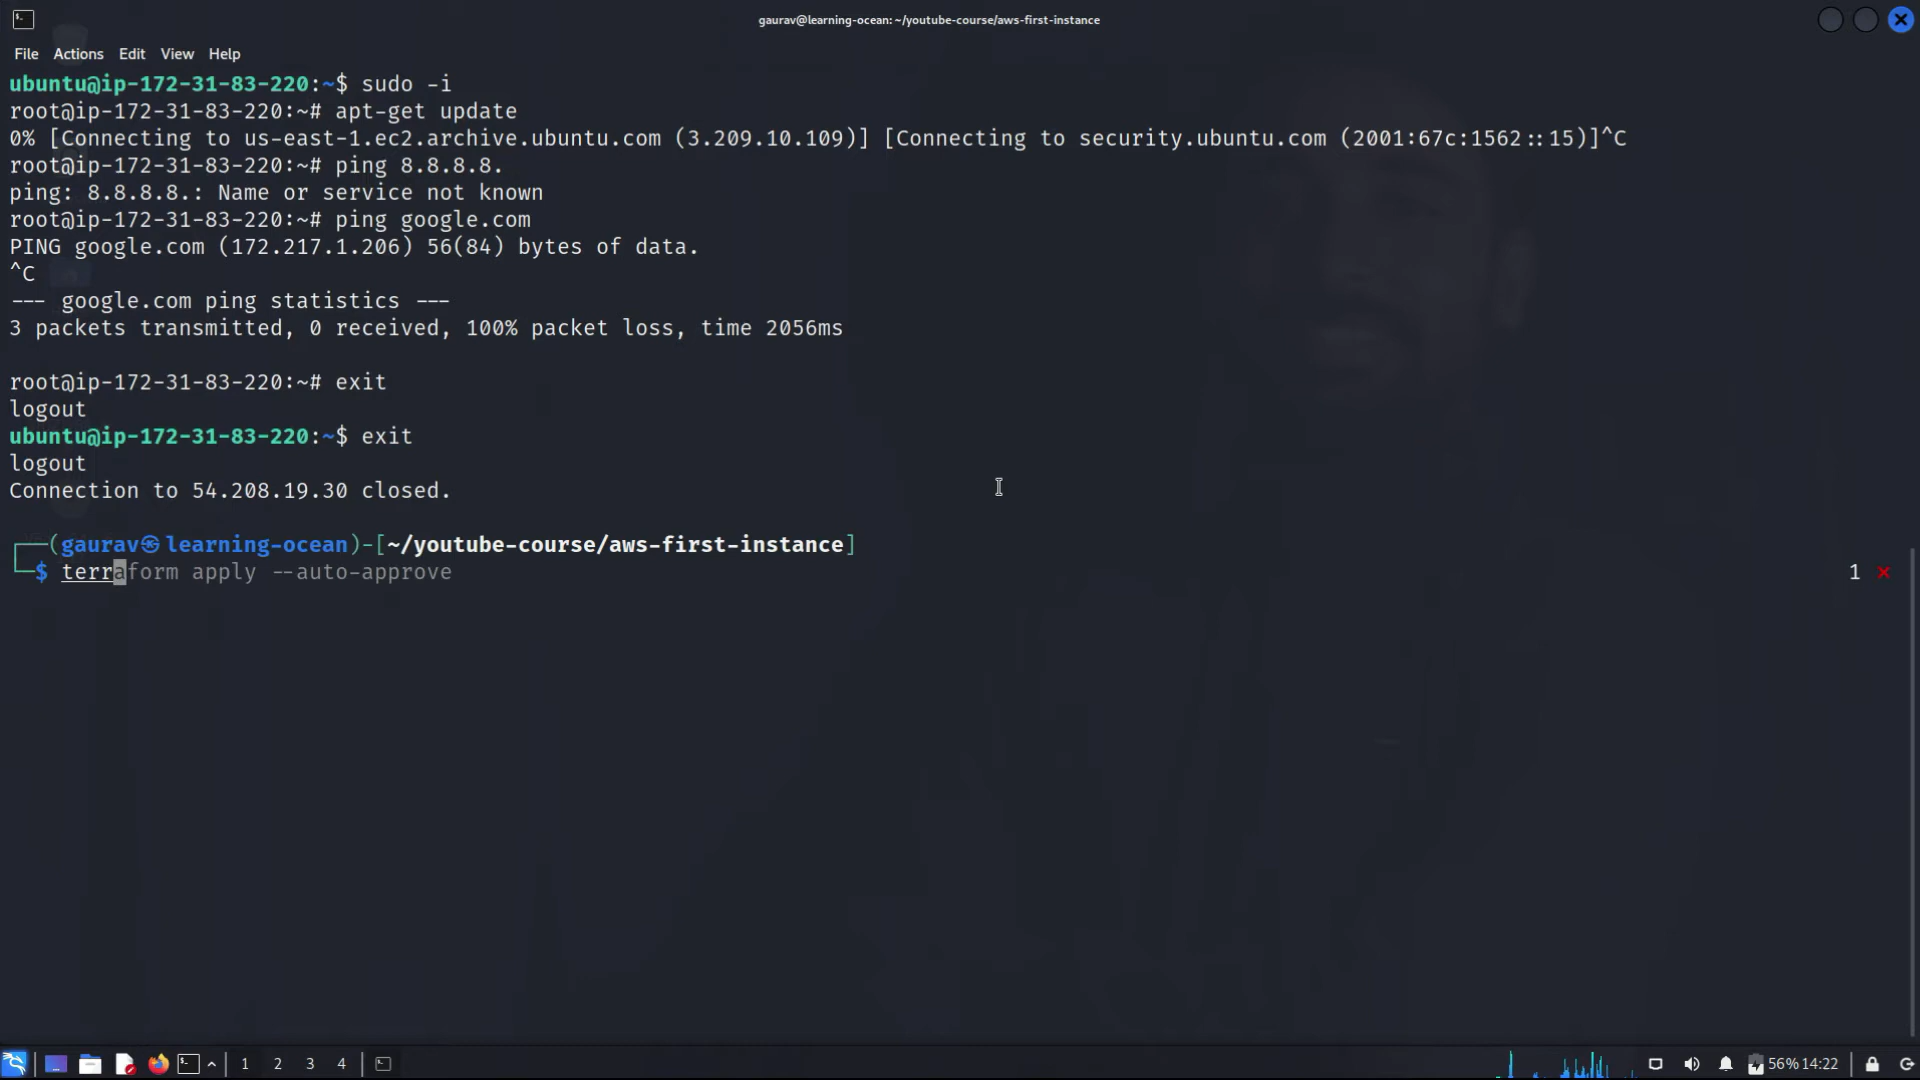 gaurav@learning-ocean: ~/youtube-course/aws-first-instance
File Actions Edit View Help
ubuntu@ip-172-31-83-220:~$ sudo -i
root@ip-172-31-83-220:~# apt-get update
0% [Connecting to us-east-1.ec2.archive.ubuntu.com (3.209.10.109)] [Connecting to security.ubuntu.com (2001:67c:1562::15)]^C
root@ip-172-31-83-220:~# ping 8.8.8.8.
ping: 8.8.8.8.: Name or service not known
root@ip-172-31-83-220:~# ping google.com
PING google.com (172.217.1.206) 56(84) bytes of data.
^C
--- google.com ping statistics ---
3 packets transmitted, 0 received, 100% packet loss, time 2056ms
root@ip-172-31-83-220:~# exit
logout
ubuntu@ip-172-31-83-220:~$ exit
logout
Connection to 54.208.19.30 closed.
┌──(gaurav㉿learning-ocean)-[~/youtube-course/aws-first-instance]
└─$ terraform apply --auto-approve 1 ⨯
1 2 3 4 56% 14:22